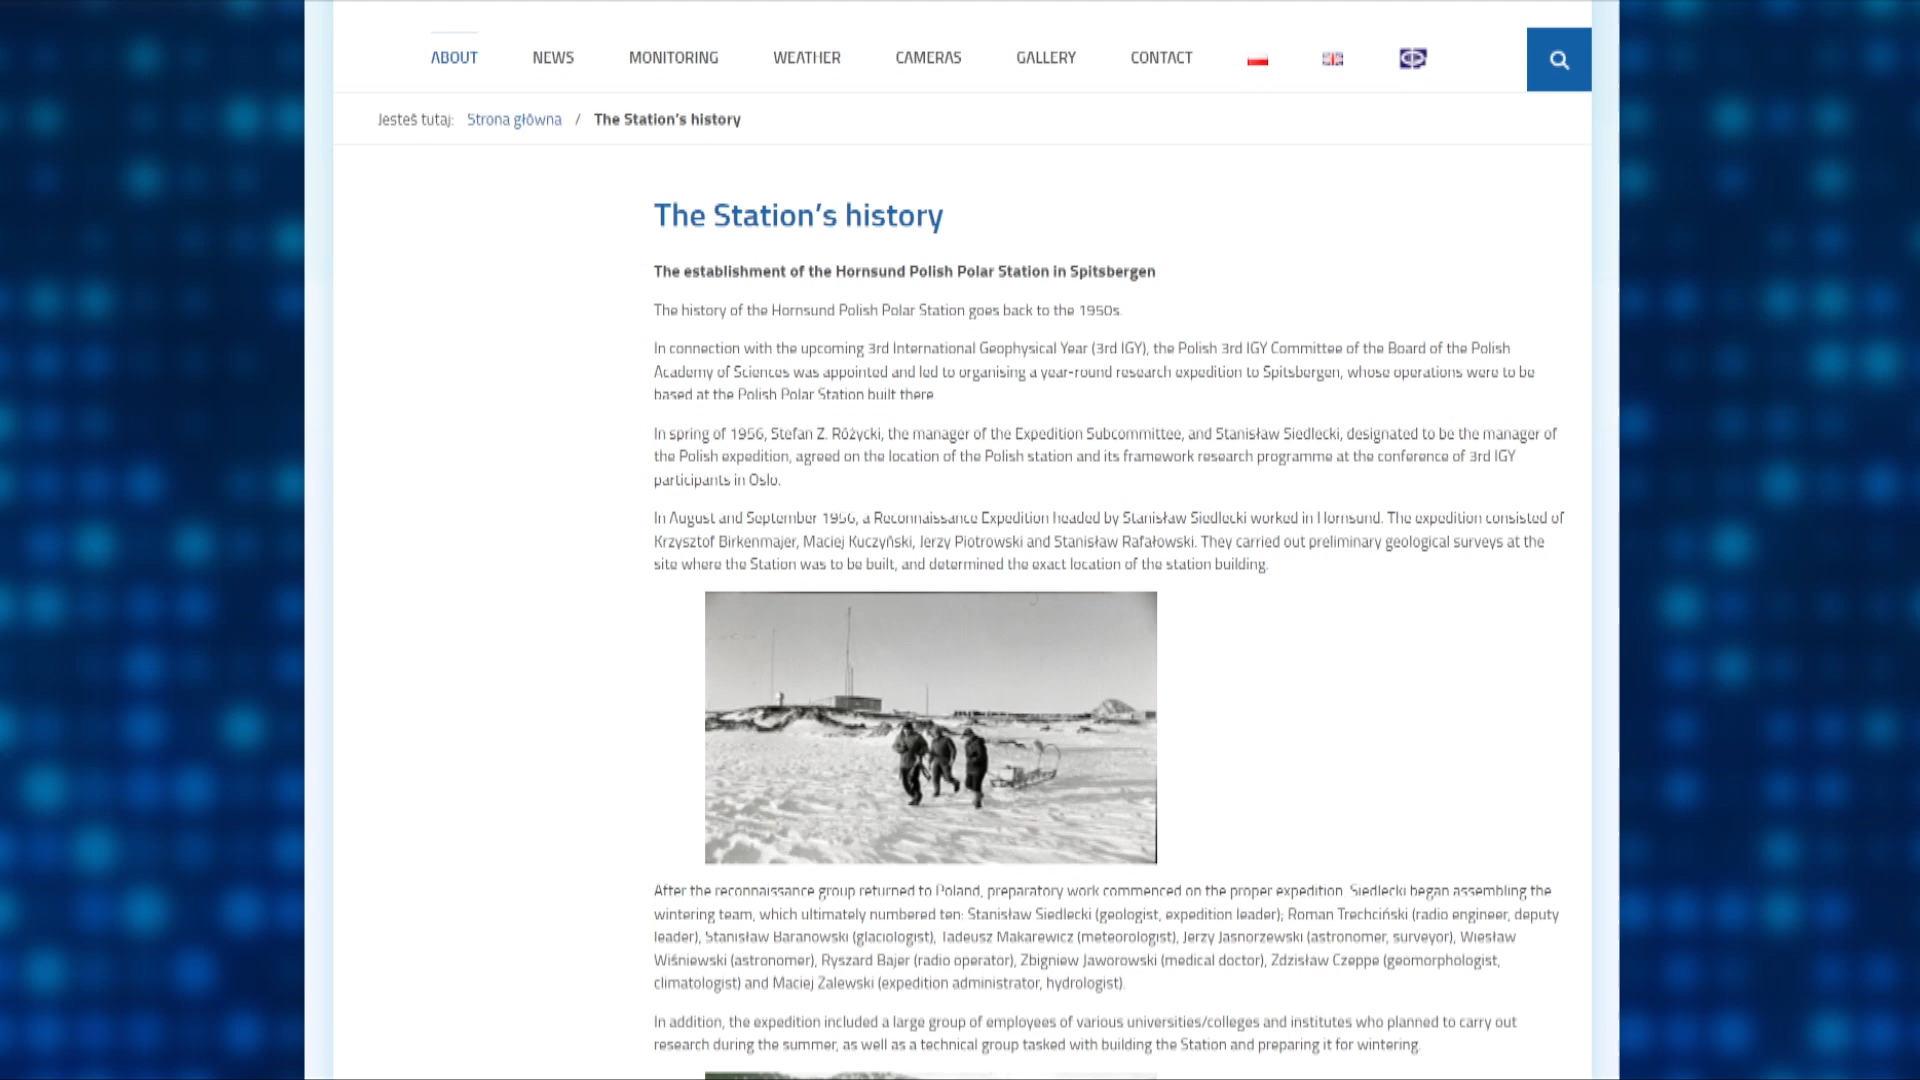 ABOUT NEWS MONITORING WEATHER CAMERAS GALLERY CONTACT
Jesteś tutaj: Strona główna / The Station's history
The Station's history
The establishment of the Hornsund Polish Polar Station in Spitsbergen
The history of the Hornsund Polish Polar Station goes back to the 1950s.
In connection with the upcoming 3rd International Geophysical Year (3rd IGY), the Polish 3rd IGY Committee of the Board of the Polish
Academy of Sciences was appointed and led to organising a year-round research expedition to Spitsbergen, whose operations were to be
based at the Polish Polar Station built there.
In spring of 1956, Stefan Z. Różycki, the manager of the Expedition Subcommittee, and Stanisław Siedlecki, designated to be the manager of
the Polish expedition, agreed on the location of the Polish station and its framework research programme at the conference of 3rd IGY
participants in Oslo.
In August and September 1956, a Reconnaissance Expedition headed by Stanisław Siedlecki worked in Hornsund. The expedition consisted of
Krzysztof Birkenmajer, Maciej Kuczyński, Jerzy Piotrowski and Stanisław Rafałowski. They carried out preliminary geological surveys at the
site where the Station was to be built, and determined the exact location of the station building.
After the reconnaissance group returned to Poland, preparatory work commenced on the proper expedition. Siedlecki began assembling the
wintering team, which ultimately numbered ten: Stanisław Siedlecki (geologist, expedition leader); Roman Trechciński (radio engineer, deputy
leader), Stanisław Baranowski (glaciologist), Tadeusz Makarewicz (meteorologist), Jerzy Jasnorzewski (astronomer, surveyor), Wiesław
Wiśniewski (astronomer), Ryszard Bajer (radio operator), Zbigniew Jaworowski (medical doctor), Zdzisław Czeppe (geomorphologist,
climatologist) and Maciej Zalewski (expedition administrator, hydrologist).
In addition, the expedition included a large group of employees of various universities/colleges and institutes who planned to carry out
research during the summer, as well as a technical group tasked with building the Station and preparing it for wintering.